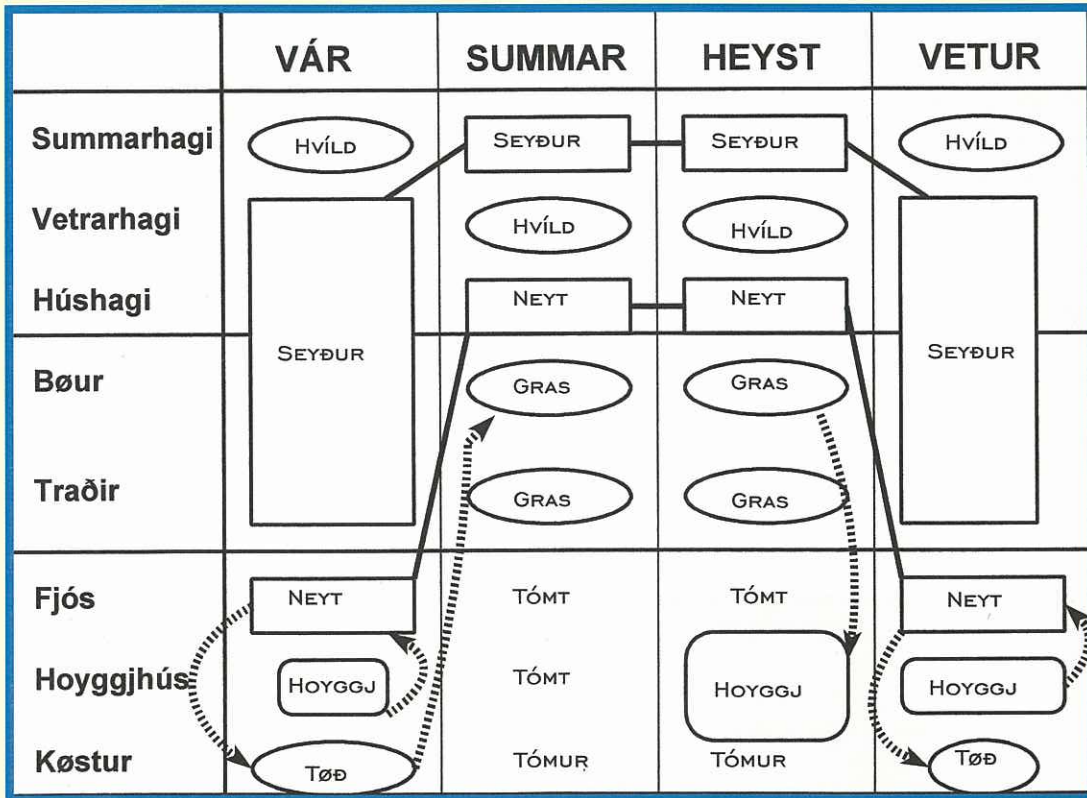 VÁR SUMMAR HEYST VETUR
Summarhagi HVÍLD SEYÐUR SEYÐUR HVÍLD
Vetrarhagi HVÍLD HVÍLD
Húshagi NEYT NEYT
SEYÐUR SEYÐUR
Bøur GRAS GRAS
Traðir GRAS GRAS
Fjós NEYT TÓMT TÓMT NEYT
Hoyggjhús HOYGGJ TÓMT HOYGGJ HOYGGJ
Køstur TØÐ TÓMUR TÓMUR TØÐ